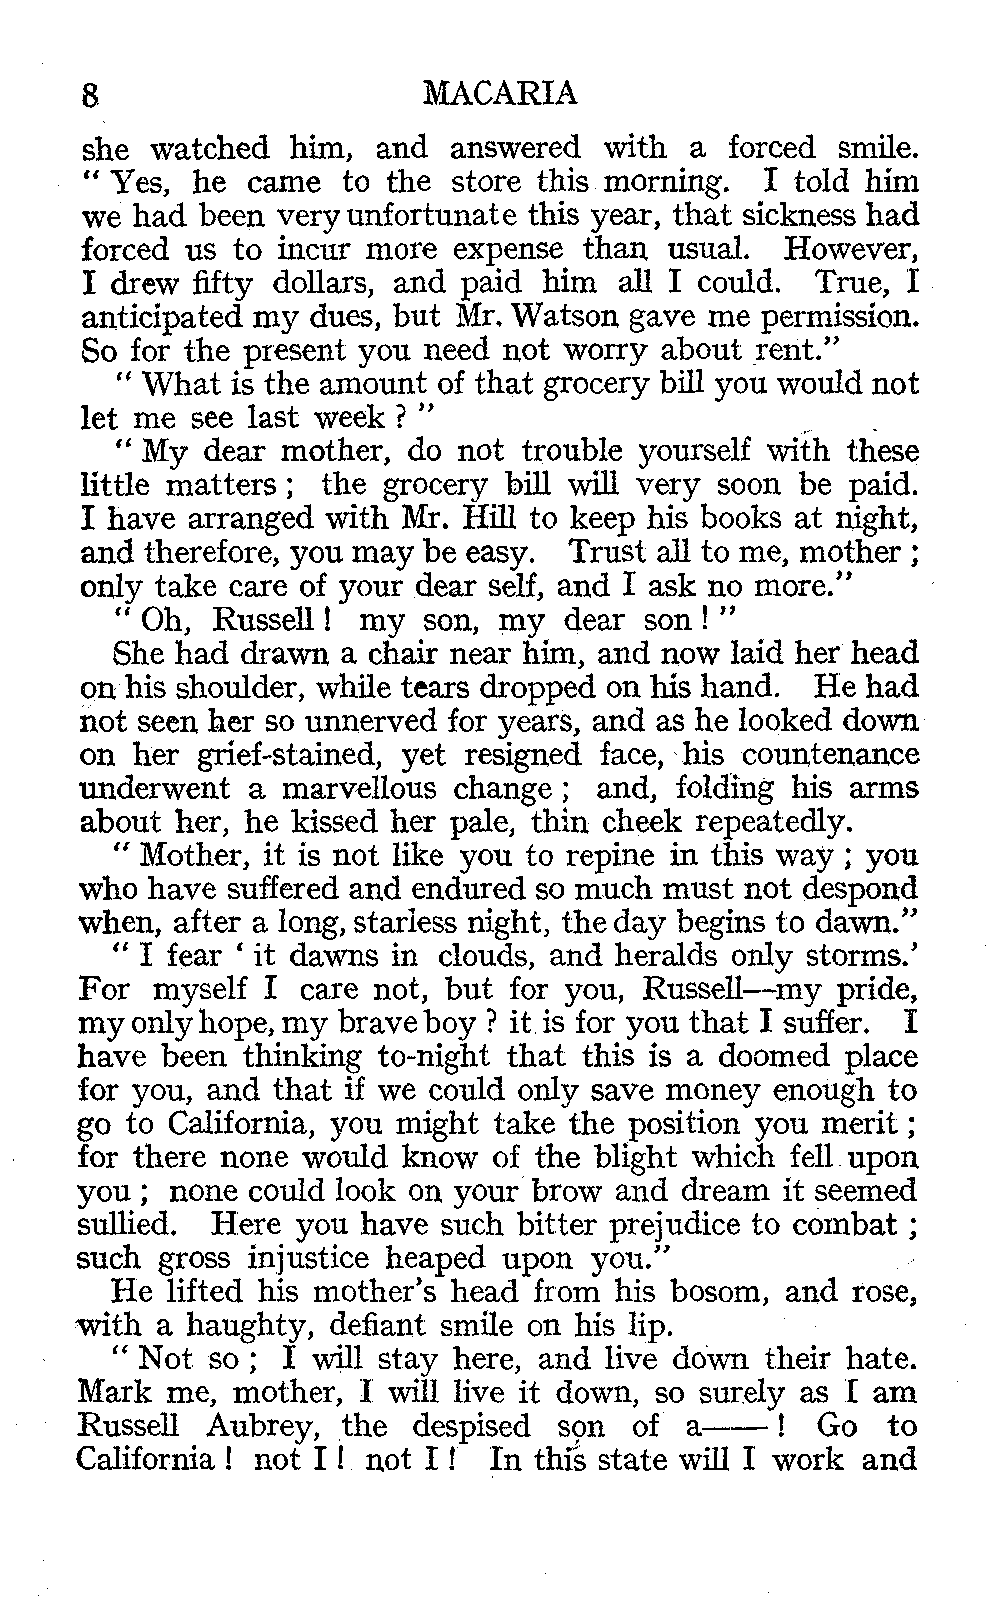 8 MACARIA
she watched him, and answered with a forced smile.
“ Yes, he came to the store this morning. I told him
we had been very unfortunate this year, that sickness had
forced us to incur more expense than usual. However,
I drew fifty dollars, and paid him all I could. True, I
anticipated my dues, but Mr. Watson gave me permission.
So for the present you need not worry about rent.”
“ What is the amount of that grocery bill you would not
let me see last week ? ”
“ My dear mother, do not trouble yourself with these
little matters ; the grocery bill will very soon be paid.
I have arranged with Mr. Hill to keep his books at night,
and therefore, you may be easy. Trust all to me, mother ;
only take care of your dear self, and I ask no more.”
“ Oh, Russell ! my son, my dear son ! ”
She had drawn a chair near him, and now laid her head
on his shoulder, while tears dropped on his hand. He had
not seen her so unnerved for years, and as he looked down
on her grief-stained, yet resigned face, his countenance
underwent a marvellous change ; and, folding his arms
about her, he kissed her pale, thin cheek repeatedly.
“ Mother, it is not like you to repine in this way ; you
who have suffered and endured so much must not despond
when, after a long, starless night, the day begins to dawn.”
“ I fear ‘ it dawns in clouds, and heralds only storms.’
For myself I care not, but for you, Russell—my pride,
my only hope, my brave boy ? it is for you that I suffer. I
have been thinking to-night that this is a doomed place
for you, and that if we could only save money enough to
go to California, you might take the position you merit ;
for there none would know of the blight which fell upon
you ; none could look on your brow and dream it seemed
sullied. Here you have such bitter prejudice to combat ;
such gross injustice heaped upon you.”
He lifted his mother’s head from his bosom, and rose,
with a haughty, defiant smile on his lip.
“ Not so ; I will stay here, and live down their hate.
Mark me, mother, I will live it down, so surely as I am
Russell Aubrey, the despised son of a—— ! Go to
California ! not I ! not I ! In this state will I work and